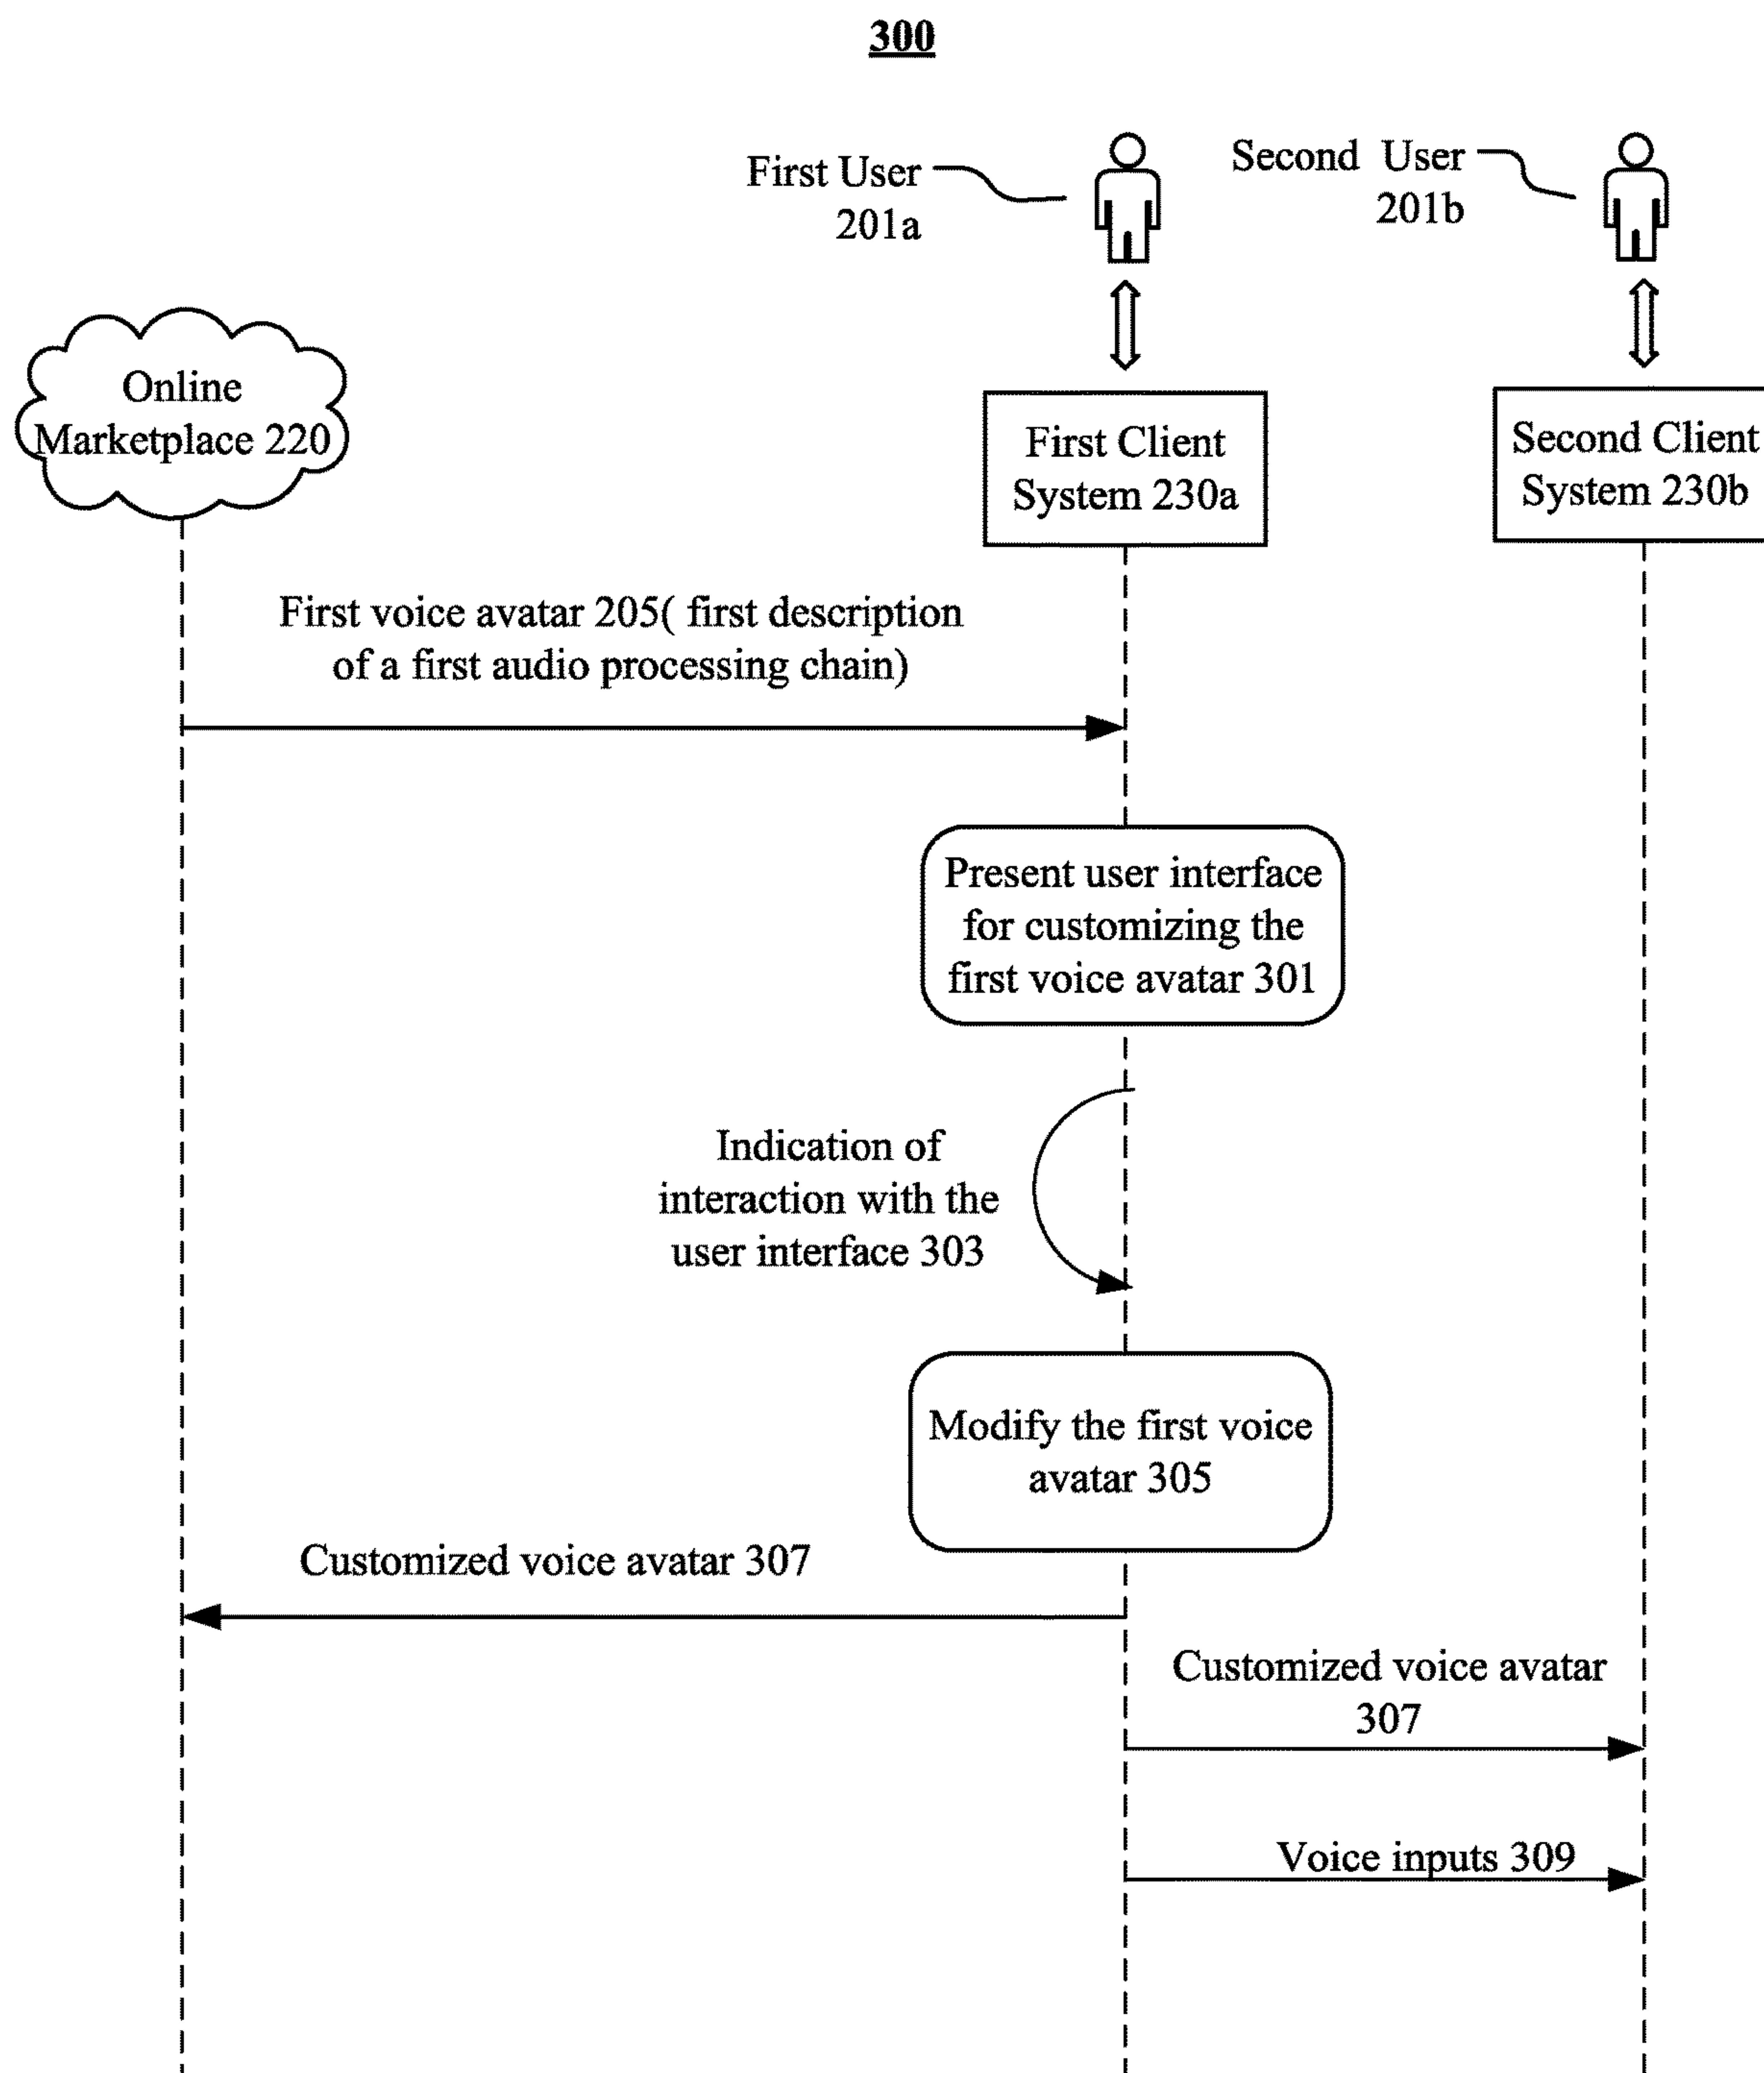 300
First User
201a
Second User
201b
Online
Marketplace 220
First Client
System 230a
Second Client
System 230b
First voice avatar 205( first description
of a first audio processing chain)
Present user interface
for customizing the
first voice avatar 301
Indication of
interaction with the
user interface 303
Modify the first voice
avatar 305
Customized voice avatar 307
Customized voice avatar
307
Voice inputs 309